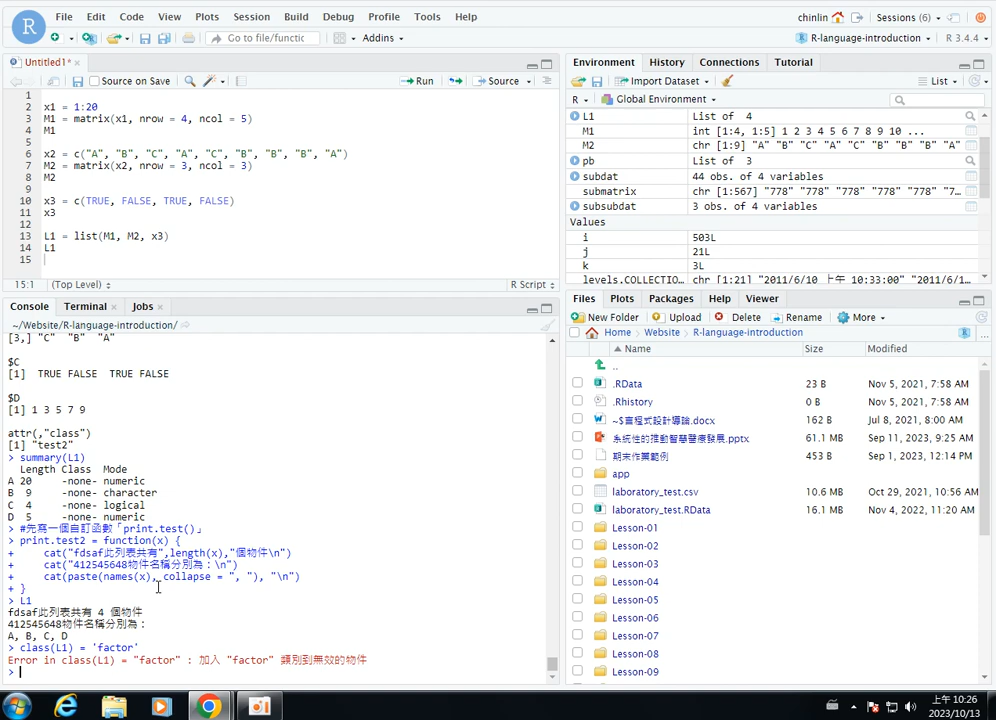 File Edit Code View Plots Session Build Debug Profile Tools Help
chinlin
Sessions (6)
Go to file/functic
Addins
R-language-introduction
R 3.4.4
Untitled1*
Source on Save
Run
Source
1
2 x1 = 1:20
3 M1 = matrix(x1, nrow = 4, ncol = 5)
4 M1
5
6 x2 = c("A", "B", "C", "A", "C", "B", "B", "B", "A")
7 M2 = matrix(x2, nrow = 3, ncol = 3)
8 M2
9
10 x3 = c(TRUE, FALSE, TRUE, FALSE)
11 x3
12
13 L1 = list(M1, M2, x3)
14 L1
15
15:1 (Top Level) R Script
Console Terminal Jobs
~/Website/R-language-introduction/
[3,] "C" "B" "A"
$C
[1] TRUE FALSE TRUE FALSE
$D
[1] 1 3 5 7 9
attr(,"class")
[1] "test2"
> summary(L1)
Length Class Mode
A 20 -none- numeric
B 9 -none- character
C 4 -none- logical
D 5 -none- numeric
> #先寫一個自訂函數「print.test()」
> print.test2 = function(x) {
+ cat("fdsaf此列表共有",length(x),"個物件\n")
+ cat("412545648物件名稱分別為：\n")
+ cat(paste(names(x), collapse = ", "), "\n")
+ }
> L1
fdsaf此列表共有 4 個物件
412545648物件名稱分別為：
A, B, C, D
> class(L1) = 'factor'
Error in class(L1) = "factor" : 加入 "factor" 類別到無效的物件
>
Environment History Connections Tutorial
Import Dataset
List
R
Global Environment
L1 List of 4
M1 int [1:4, 1:5] 1 2 3 4 5 6 7 8 9 10 ...
M2 chr [1:9] "A" "B" "C" "A" "C" "B" "B" "B" "A"
pb List of 3
subdat 44 obs. of 4 variables
submatrix chr [1:567] "778" "778" "778" "778" "778" "7…
subsubdat 3 obs. of 4 variables
Values
i 503L
j 21L
k 3L
levels.COLLECTIO… chr [1:21] "2011/6/10 上午 10:33:00" "2011/6/1…
Files Plots Packages Help Viewer
New Folder Upload Delete Rename More
Home Website R-language-introduction
Name Size Modified
..
.RData 23 B Nov 5, 2021, 7:58 AM
.Rhistory 0 B Nov 5, 2021, 7:58 AM
~$童程式設計導論.docx 162 B Jul 8, 2021, 8:00 AM
系統性的推動智慧醫療發展.pptx 61.1 MB Sep 11, 2023, 9:25 AM
期末作業範例 453 B Sep 1, 2023, 12:14 PM
app
laboratory_test.csv 10.6 MB Oct 29, 2021, 10:56 AM
laboratory_test.RData 16.1 MB Nov 4, 2022, 11:20 AM
Lesson-01
Lesson-02
Lesson-03
Lesson-04
Lesson-05
Lesson-06
Lesson-07
Lesson-08
Lesson-09
上午 10:26
2023/10/13